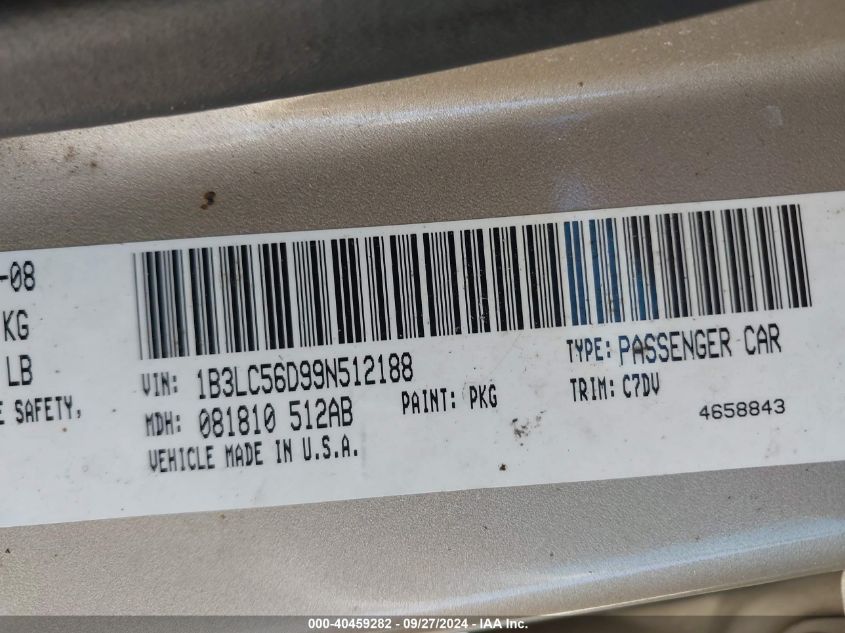 -08
KG
LB
E SAFETY,
VIN: 1B3LC56D99N512188
TYPE: PASSENGER CAR
MDH: 081810 512AB
PAINT: PKG
TRIM: C7DV
4658843
VEHICLE MADE IN U.S.A.
000-40459282 - 09/27/2024 - IAA Inc.